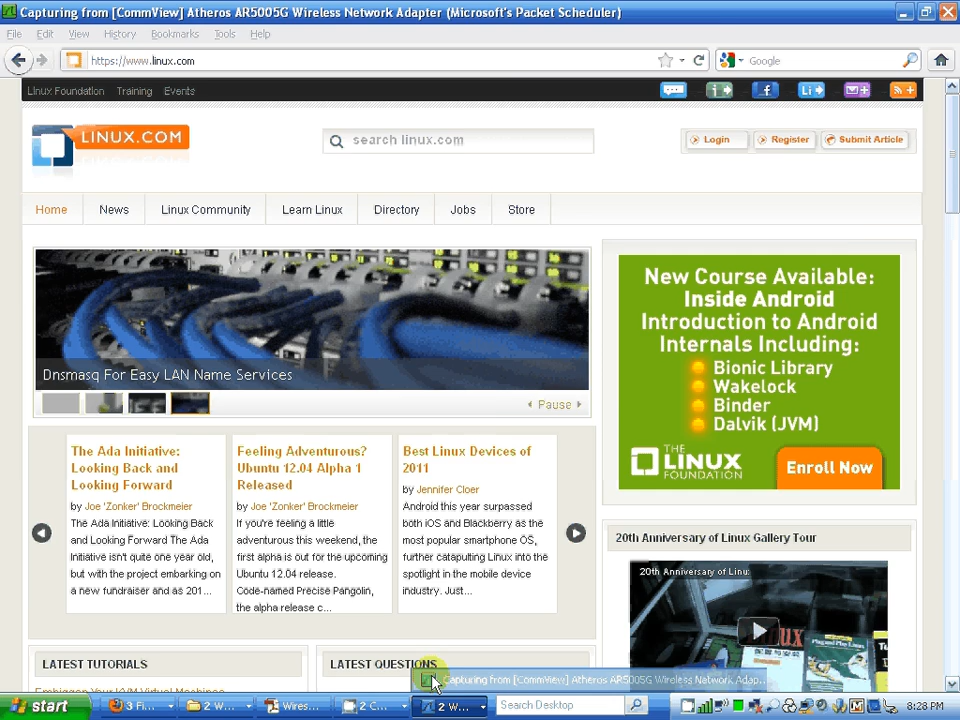 Capturing from [CommView] Atheros AR5005G Wireless Network Adapter (Microsoft's Packet Scheduler)
File Edit View History Bookmarks Tools Help
https://www.linux.com
Google
Linux Foundation Training Events
LINUX.COM
search linux.com
Login Register Submit Article
Home News Linux Community Learn Linux Directory Jobs Store
Dnsmasq For Easy LAN Name Services
Pause
New Course Available:
Inside Android
Introduction to Android
Internals Including:
Bionic Library
Wakelock
Binder
Dalvik (JVM)
THE
LINUX
FOUNDATION
Enroll Now
The Ada Initiative:
Looking Back and
Looking Forward
by Joe 'Zonker' Brockmeier
The Ada Initiative: Looking Back
and Looking Forward The Ada
Initiative isn't quite one year old,
but with the project embarking on
a new fundraiser and as 201...
Feeling Adventurous?
Ubuntu 12.04 Alpha 1
Released
by Joe 'Zonker' Brockmeier
If you're feeling a little
adventurous this weekend, the
first alpha is out for the upcoming
Ubuntu 12.04 release.
Code-named Precise Pangolin,
the alpha release c...
Best Linux Devices of
2011
by Jennifer Cloer
Android this year surpassed
both iOS and Blackberry as the
most popular smartphone OS,
further catapulting Linux into the
spotlight in the mobile device
industry. Just...
20th Anniversary of Linux Gallery Tour
20th Anniversary of Linu:
LATEST TUTORIALS
LATEST QUESTIONS
Embiggen Your KVM Virtual Machines
Capturing from [CommView] Atheros AR5005G Wireless Network Adap...
start
3 Fi...
2 W...
Wires...
2 C...
2 W...
Search Desktop
8:28 PM